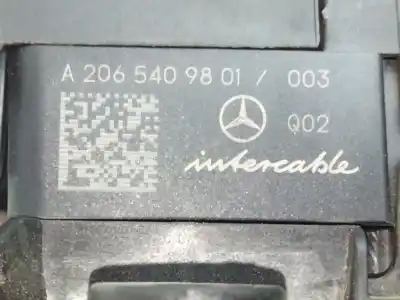 A 206 540 98 01 / 003
Q02
intercable